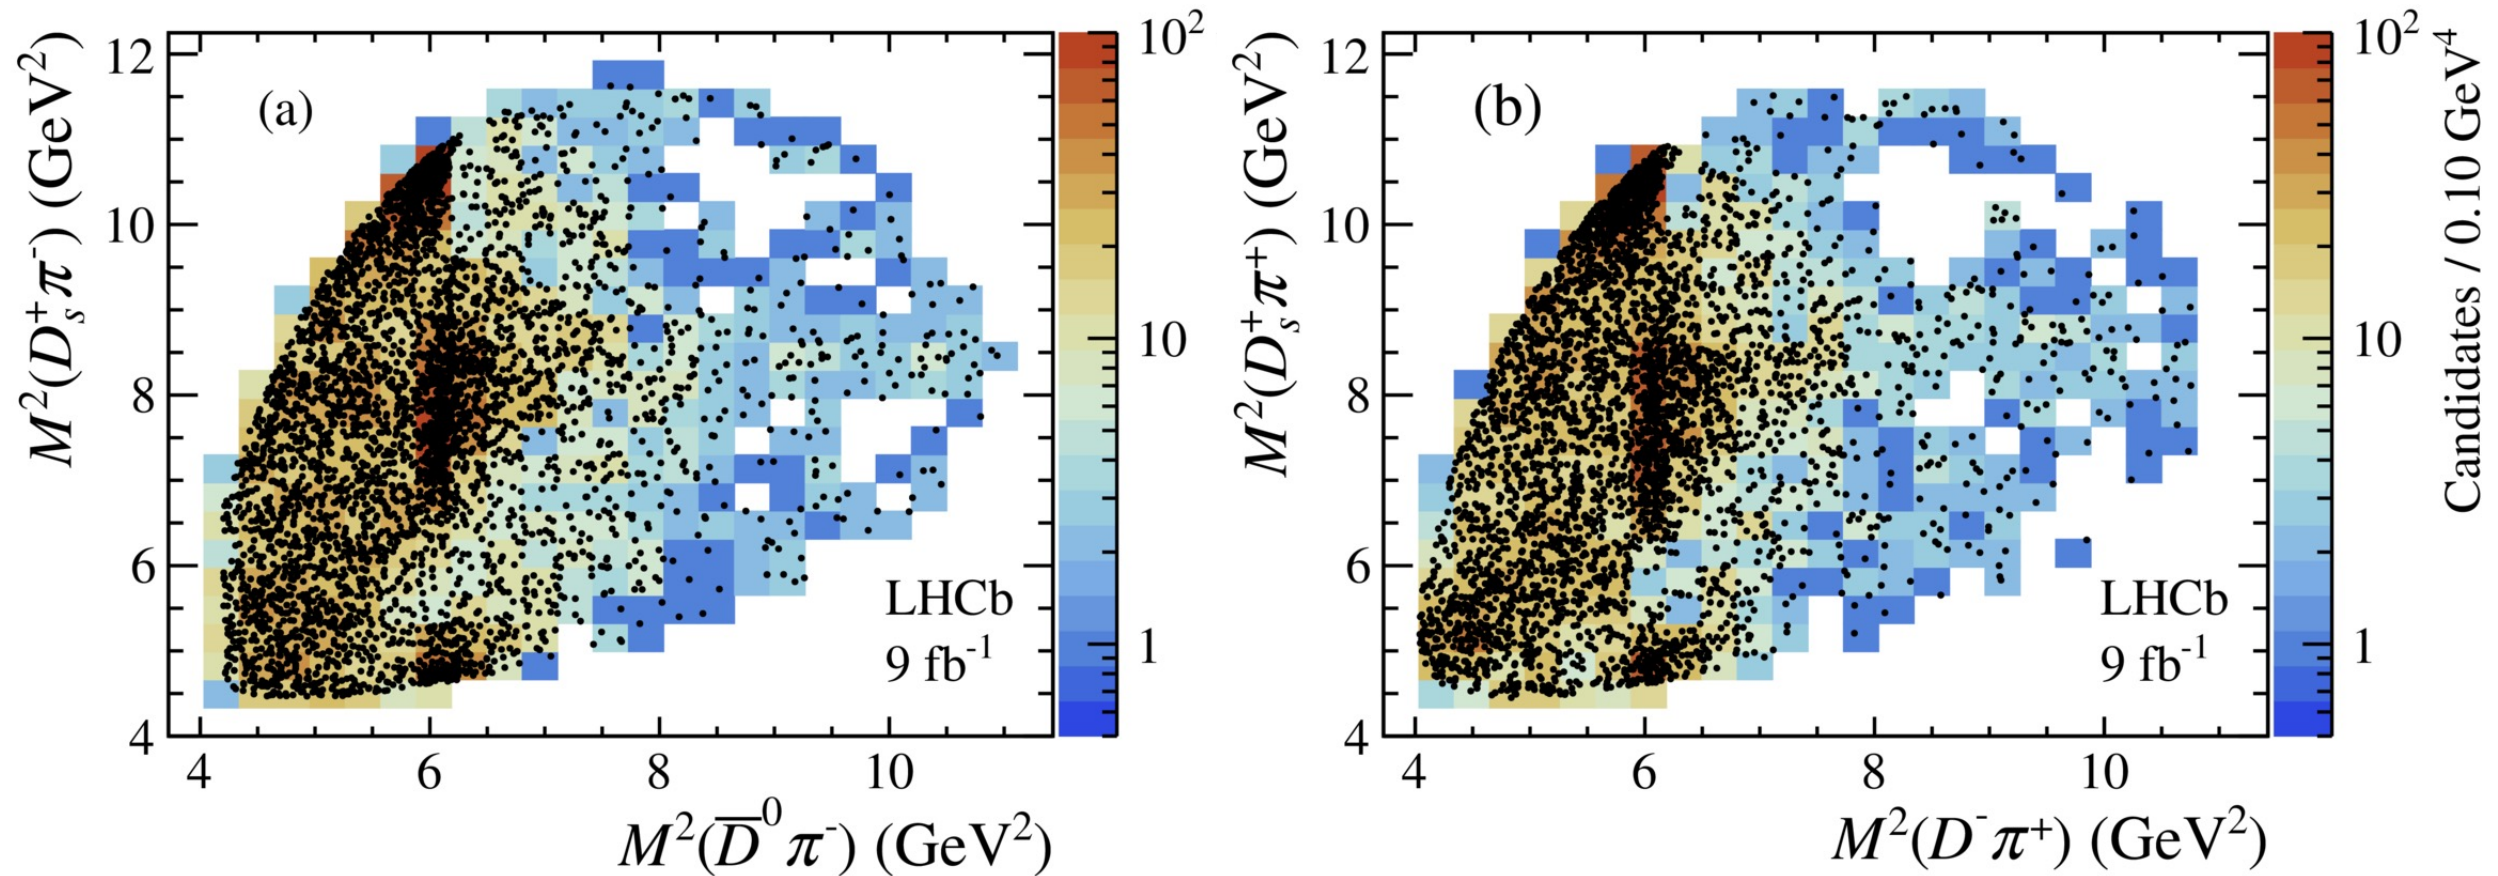 (a)
M²(D_s⁺π⁻) (GeV²)
12
10
8
6
4
4 6 8 10
M²(D̅⁰π⁻) (GeV²)
LHCb
9 fb⁻¹
10²
10
1
(b)
M²(D_s⁺π⁺) (GeV²)
12
10
8
6
4
4 6 8 10
M²(D⁻π⁺) (GeV²)
LHCb
9 fb⁻¹
10²
10
1
Candidates / 0.10 GeV⁴